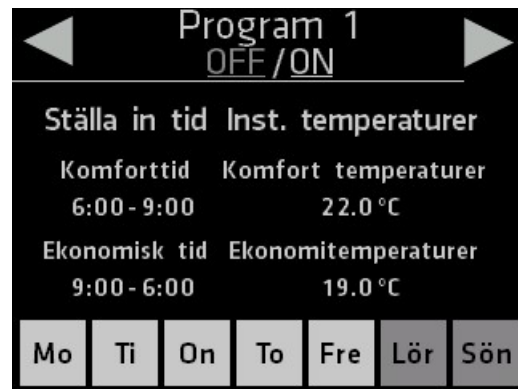 Program 1
OFF/ON
Ställa in tid Inst. temperaturer
Komforttid Komfort temperaturer
6:00-9:00 22.0°C
Ekonomisk tid Ekonomitemperaturer
9:00-6:00 19.0°C
Mo Ti On To Fre Lör Sön